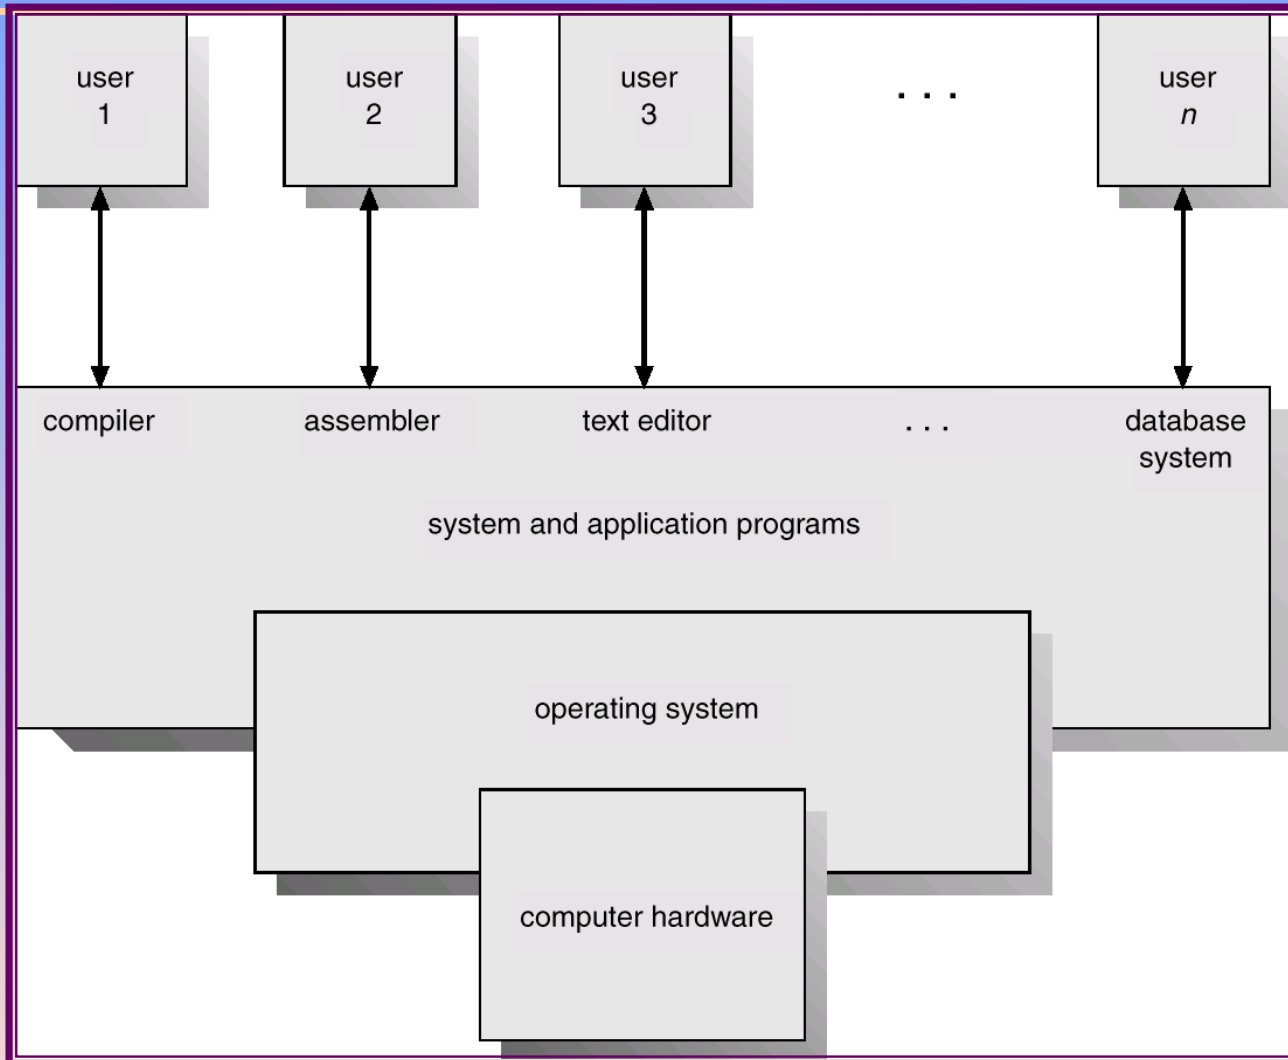 user
1
user
2
user
3
. . .
user
n
compiler
assembler
text editor
. . .
database
system
system and application programs
operating system
computer hardware